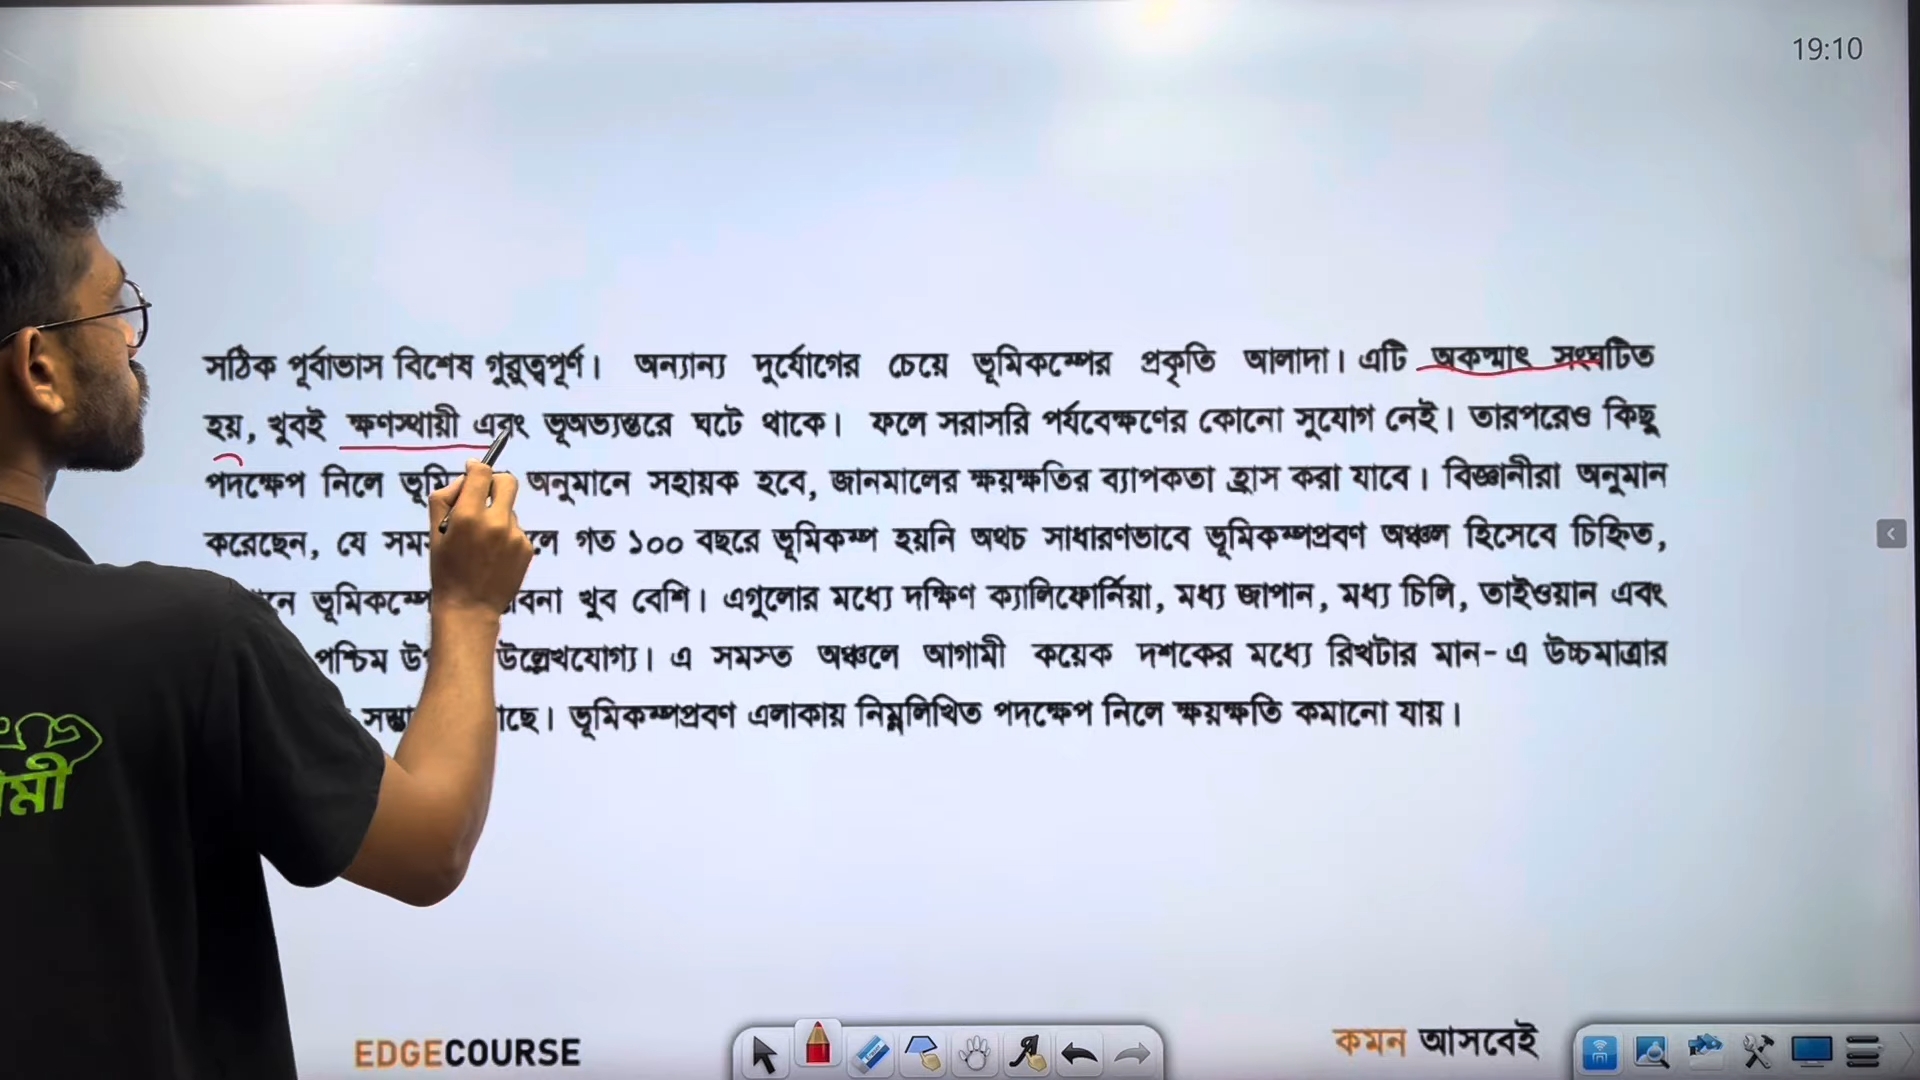 19:10
সঠিক পূর্বাভাস বিশেষ গুরুত্বপূর্ণ। অন্যান্য দুর্যোগের চেয়ে ভূমিকম্পের প্রকৃতি আলাদা। এটি অকস্মাৎ সংঘটিত
হয়, খুবই ক্ষণস্থায়ী এবং ভূঅভ্যন্তরে ঘটে থাকে। ফলে সরাসরি পর্যবেক্ষণের কোনো সুযোগ নেই। তারপরেও কিছু
পদক্ষেপ নিলে অনুমানে সহায়ক হবে, জানমালের ক্ষয়ক্ষতির ব্যাপকতা হ্রাস করা যাবে। বিজ্ঞানীরা অনুমান
করেছেন, যে গত ১০০ বছরে ভূমিকম্প হয়নি অথচ সাধারণভাবে ভূমিকম্পপ্রবণ অঞ্চল হিসেবে চিহ্নিত,
খুব বেশি। এগুলোর মধ্যে দক্ষিণ ক্যালিফোর্নিয়া, মধ্য জাপান, মধ্য চিলি, তাইওয়ান এবং
পশ্চিম উল্লেখযোগ্য। এ সমস্ত অঞ্চলে আগামী কয়েক দশকের মধ্যে রিখটার মান-এ উচ্চমাত্রার
ভূমিকম্পপ্রবণ এলাকায় নিম্নলিখিত পদক্ষেপ নিলে ক্ষয়ক্ষতি কমানো যায়।
EDGECOURSE
কমন আসবেই